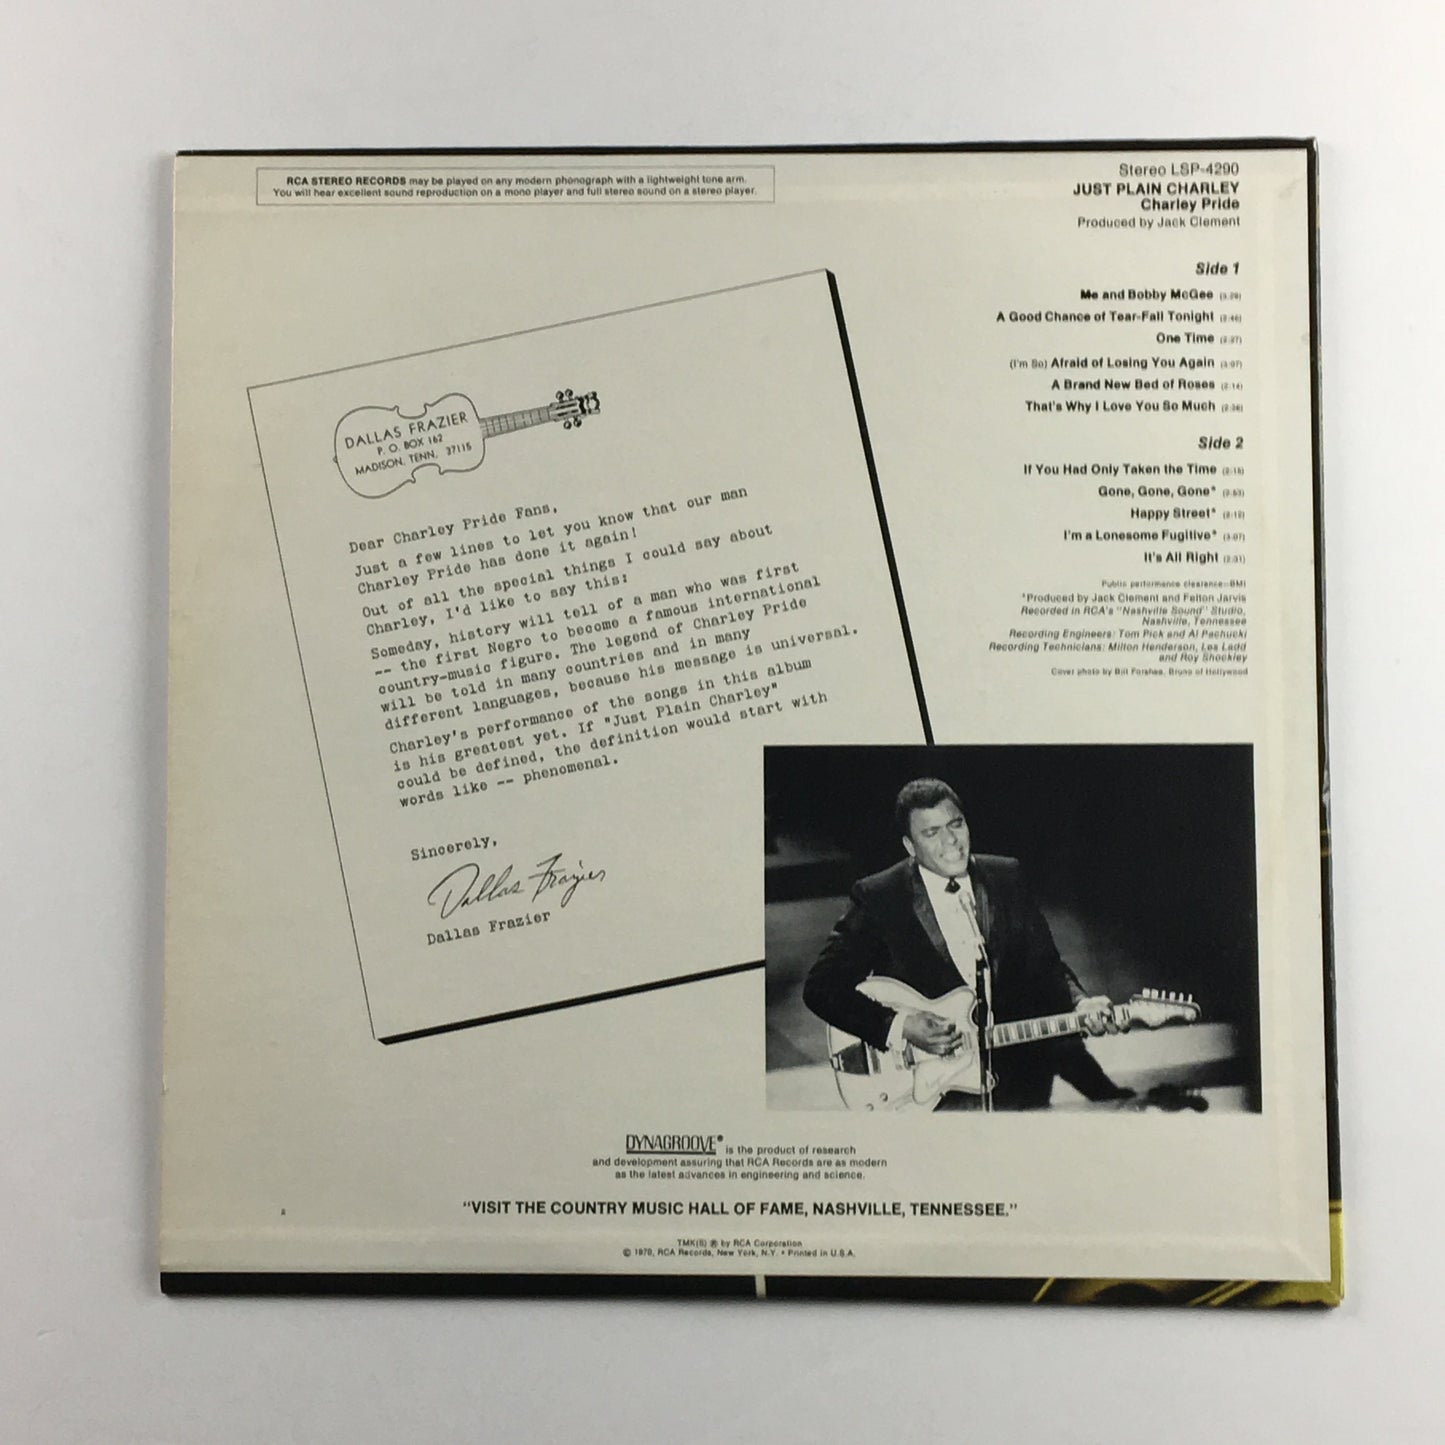 RCA STEREO RECORDS may be played on any modern phonograph with a lightweight tone arm.
You will hear excellent sound reproduction on a mono player and full stereo sound on a stereo player.
Stereo LSP-4290
JUST PLAIN CHARLEY
Charley Pride
Produced by Jack Clement
Side 1
Me and Bobby McGee
A Good Chance of Tear-Fall Tonight
One Time
(I'm So) Afraid of Losing You Again
A Brand New Bed of Roses
That's Why I Love You So Much
Side 2
If You Had Only Taken the Time
Gone, Gone, Gone*
Happy Street*
I'm a Lonesome Fugitive*
It's All Right
Public performance clearance—BMI
*Produced by Jack Clement and Felton Jarvis
Recorded in RCA's "Nashville Sound" Studio,
Nashville, Tennessee
Recording Engineers: Tom Pick and Al Pachucki
Recording Technicians: Milton Henderson, Les Ladd
and Roy Shockley
Cover photo by Bill Forshee, Bruno of Hollywood
DALLAS FRAZIER
P. O. BOX 162
MADISON, TENN. 37115
Dear Charley Pride Fans,
Just a few lines to let you know that our man
Charley Pride has done it again!
Out of all the special things I could say about
Charley, I'd like to say this:
Someday, history will tell of a man who was first
-- the first Negro to become a famous international
country-music figure. The legend of Charley Pride
will be told in many countries and in many
different languages, because his message is universal.
Charley's performance of the songs in this album
is his greatest yet. If "Just Plain Charley"
could be defined, the definition would start with
words like -- phenomenal.
Sincerely,
Dallas Frazier
Dallas Frazier
DYNAGROOVE® is the product of research
and development assuring that RCA Records are as modern
as the latest advances in engineering and science.
"VISIT THE COUNTRY MUSIC HALL OF FAME, NASHVILLE, TENNESSEE."
TMK(S) ® by RCA Corporation
© 1970, RCA Records, New York, N.Y. • Printed in U.S.A.